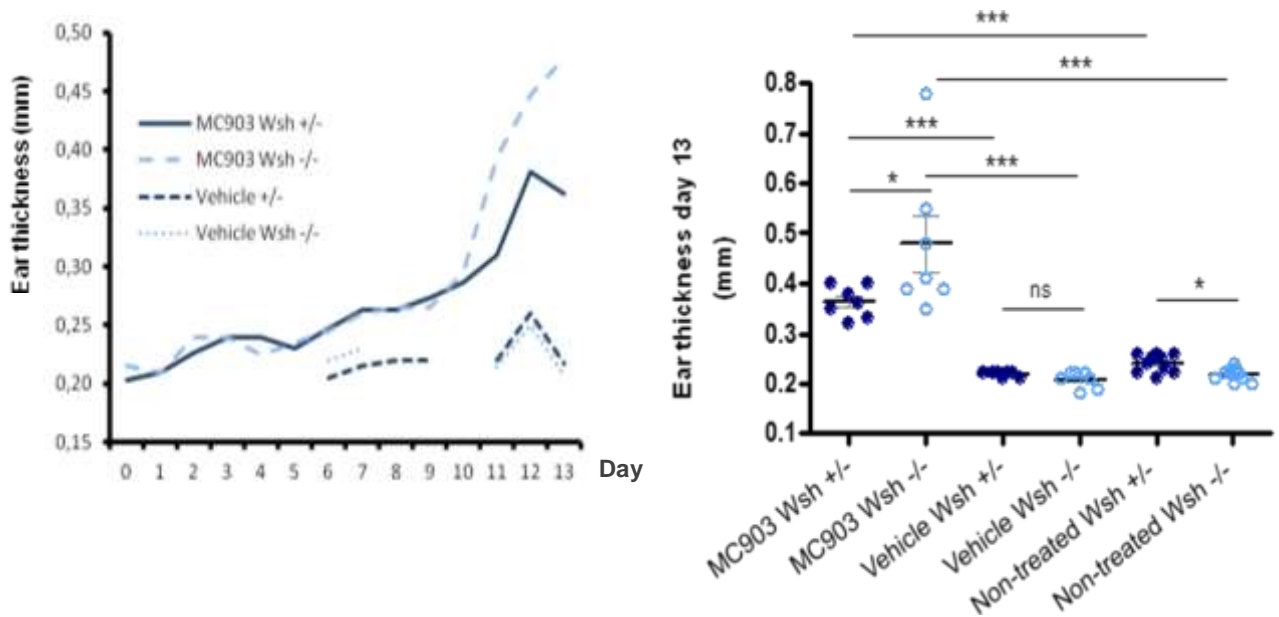 Ear thickness (mm)
0,50
0,45
0,40
0,35
0,30
0,25
0,20
0,15
MC903 Wsh +/-
MC903 Wsh -/-
Vehicle +/-
Vehicle Wsh -/-
0 1 2 3 4 5 6 7 8 9 10 11 12 13 Day
Ear thickness day 13
(mm)
0.8
0.7
0.6
0.5
0.4
0.3
0.2
0.1
***
***
***
***
*
ns
*
MC903 Wsh +/-
MC903 Wsh -/-
Vehicle Wsh +/-
Vehicle Wsh -/-
Non-treated Wsh +/-
Non-treated Wsh -/-